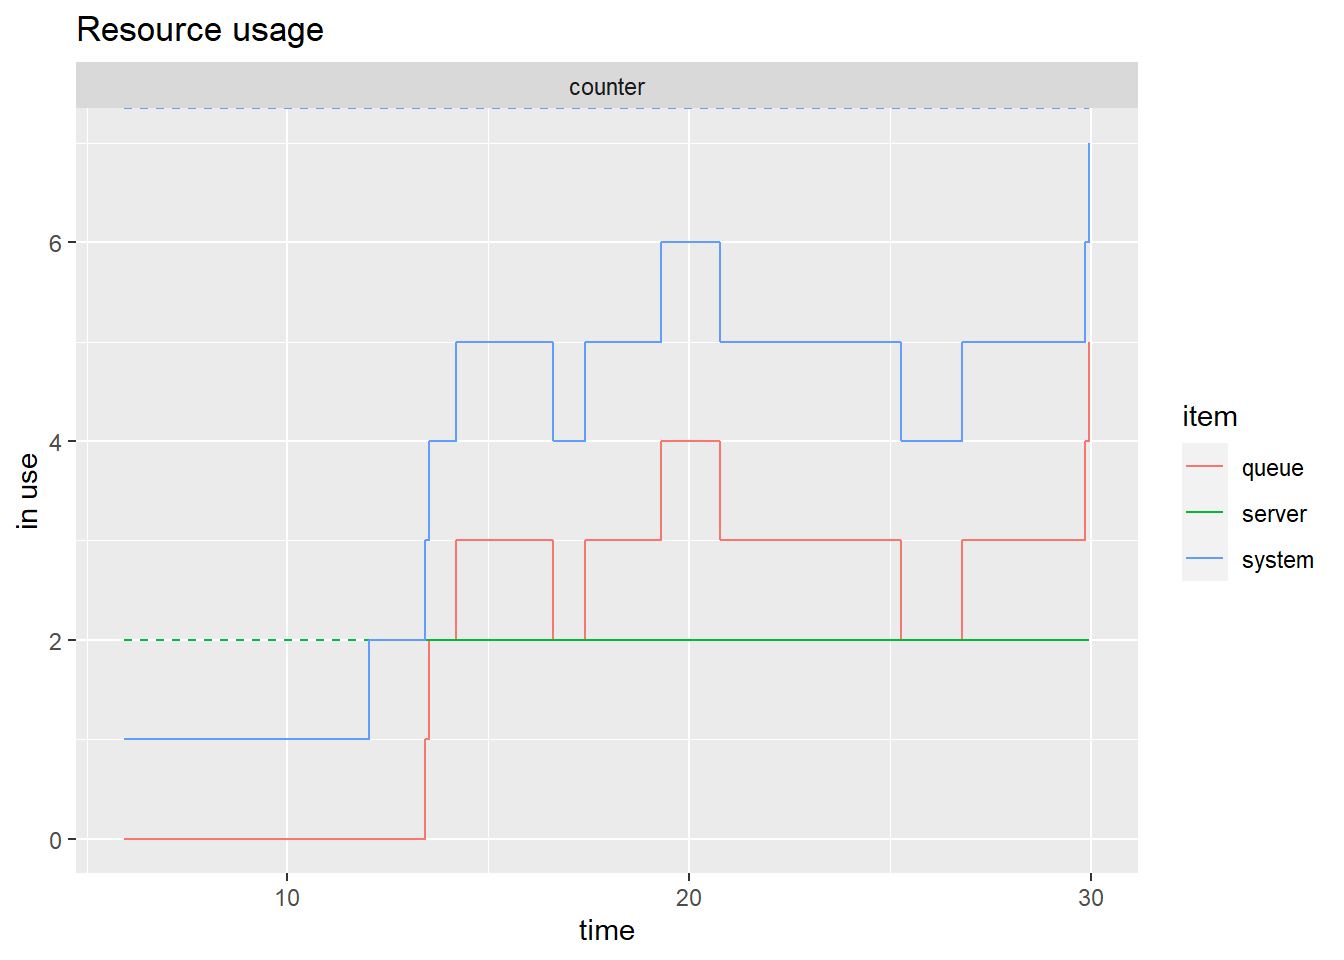 Resource usage
counter
6
4
2
0
in use
10 20 30
time
item
queue
server
system